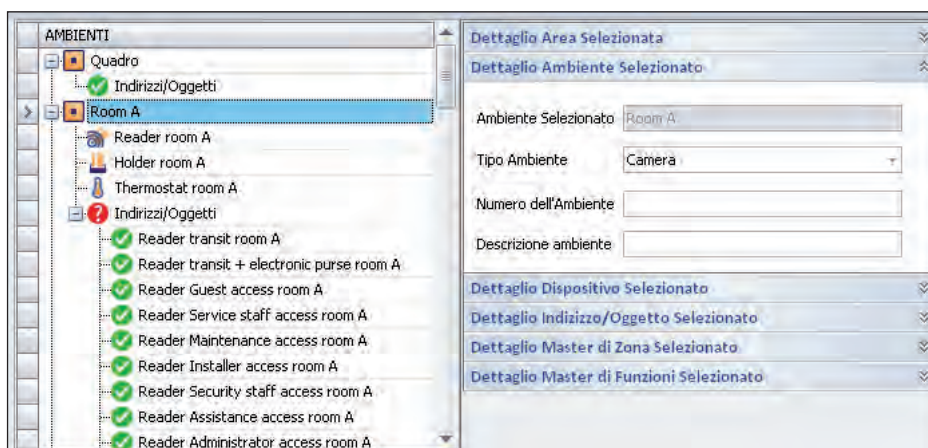 AMBIENTI
Quadro
Indirizzi/Oggetti
Room A
Reader room A
Holder room A
Thermostat room A
Indirizzi/Oggetti
Reader transit room A
Reader transit + electronic purse room A
Reader Guest access room A
Reader Service staff access room A
Reader Maintenance access room A
Reader Installer access room A
Reader Security staff access room A
Reader Assistance access room A
Reader Administrator access room A
Dettaglio Area Selezionata
Dettaglio Ambiente Selezionato
Ambiente Selezionato Room A
Tipo Ambiente Camera
Numero dell'Ambiente
Descrizione ambiente
Dettaglio Dispositivo Selezionato
Dettaglio Indizizzo/Oggetto Selezionato
Dettaglio Master di Zona Selezionato
Dettaglio Master di Funzioni Selezionato